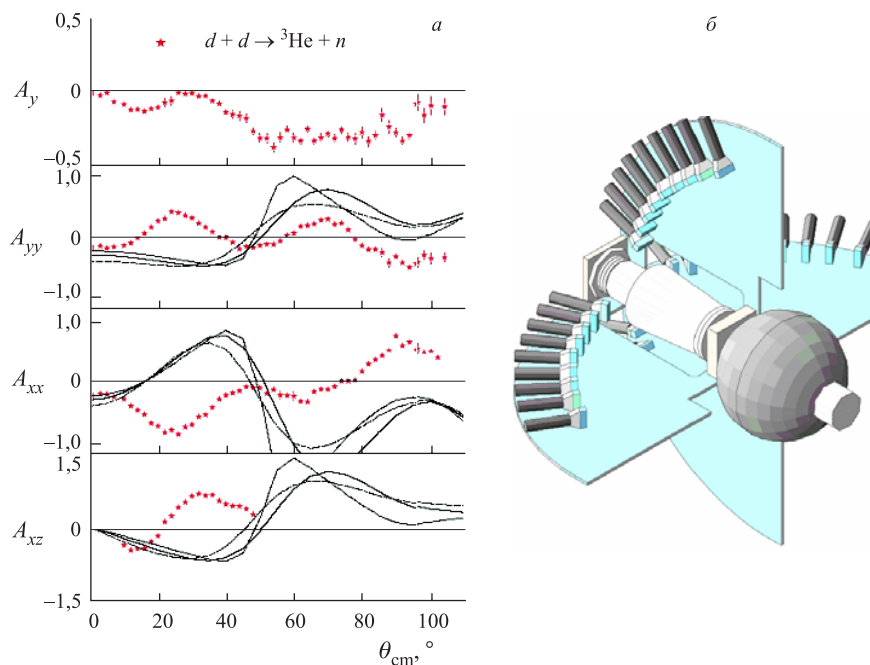 0,5
a
б
d + d → ³He + n
A_y
0
–0,5
1,0
A_yy
0
–1,0
1,0
A_xx
0
–1,0
1,5
A_xz
0
–1,5
0 20 40 60 80 100
θ_cm, °